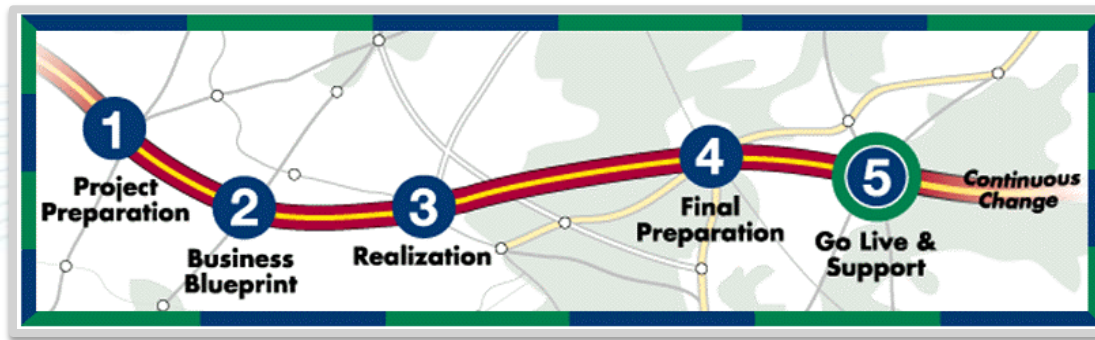 1
Project
Preparation
2
Business
Blueprint
3
Realization
4
Final
Preparation
5
Go Live &
Support
Continuous
Change